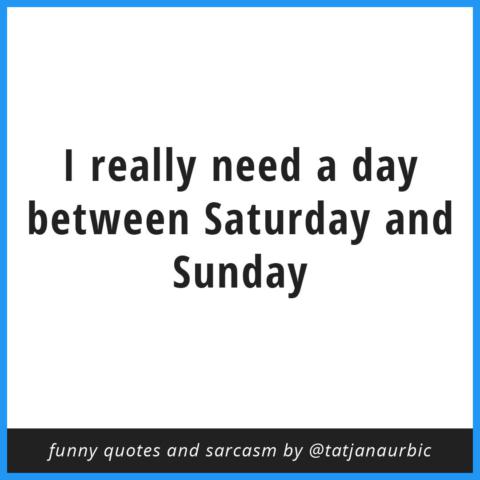 I really need a day
between Saturday and
Sunday
funny quotes and sarcasm by @tatjanaurbic